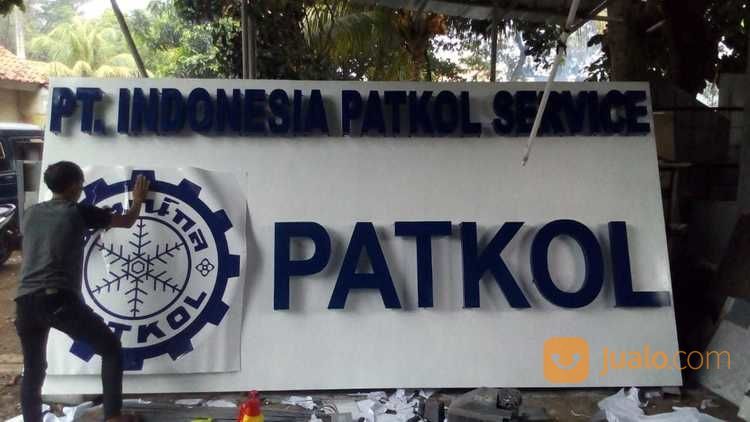 PT. INDONESIA PATKOL SERVICE
PATKOL
PATKOL
jualo.com